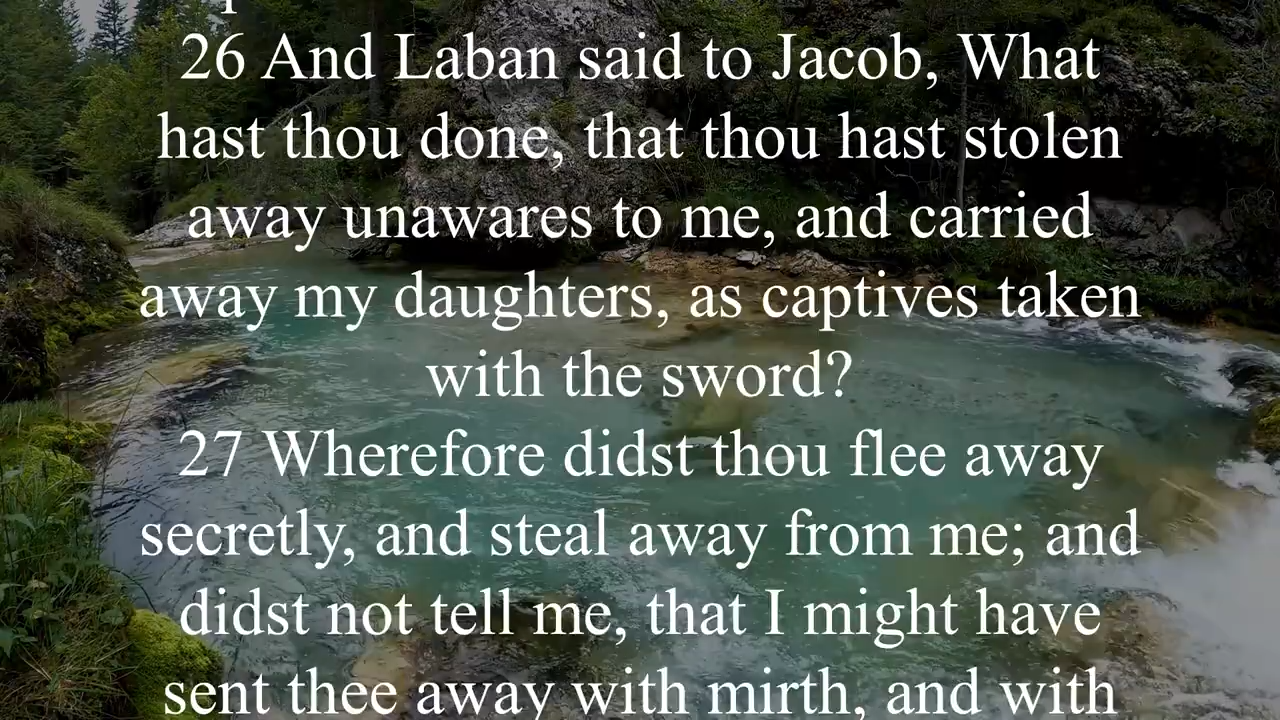 26 And Laban said to Jacob, What
hast thou done, that thou hast stolen
away unawares to me, and carried
away my daughters, as captives taken
with the sword?
27 Wherefore didst thou flee away
secretly, and steal away from me; and
didst not tell me, that I might have
sent thee away with mirth, and with